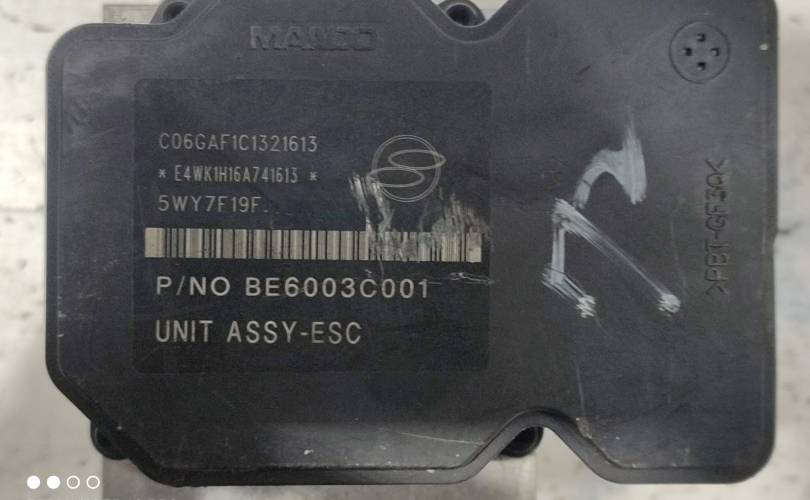 MANDO
C06GAF1C1321613
* E4WK1H16A741613 *
5WY7F19F.
P/NO BE6003C001
UNIT ASSY-ESC
>PBT-GF30<